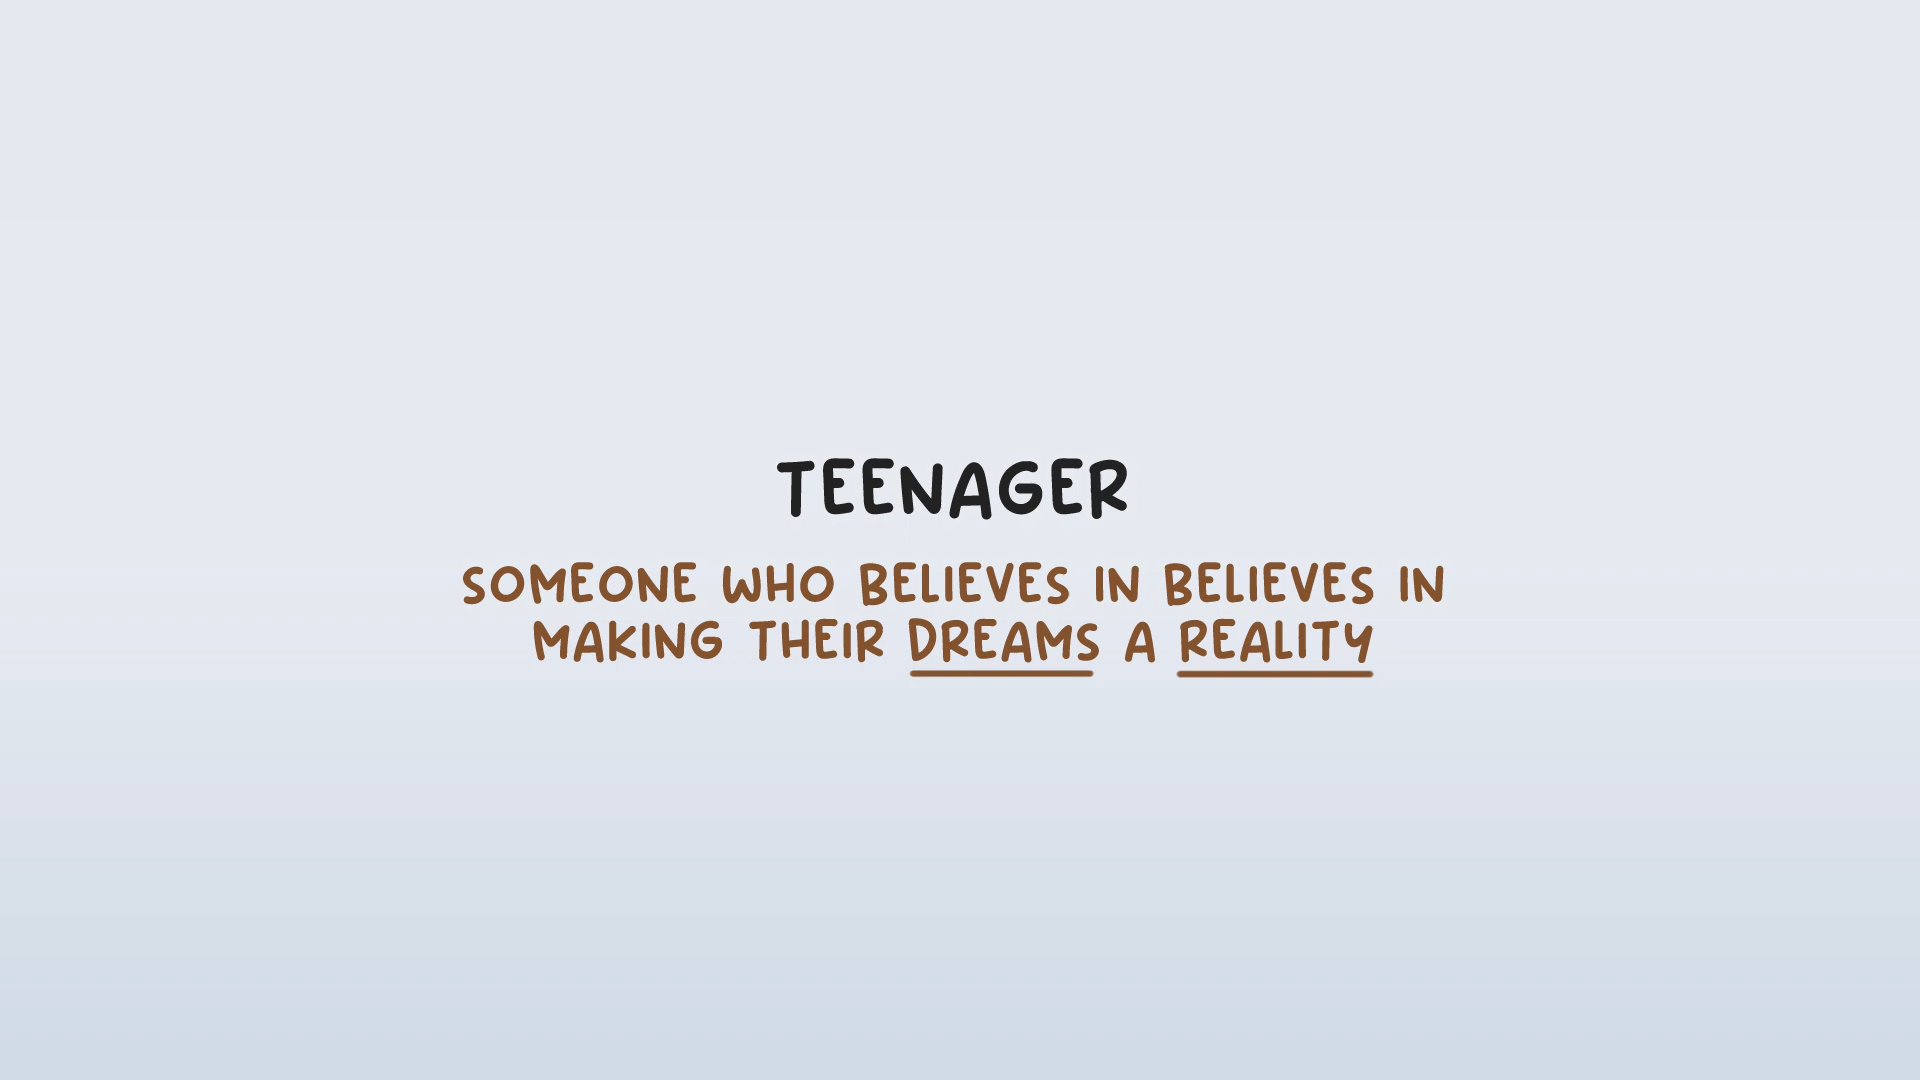 TEENAGER
SOMEONE WHO BELIEVES IN BELIEVES IN
MAKING THEIR DREAMS A REALITY